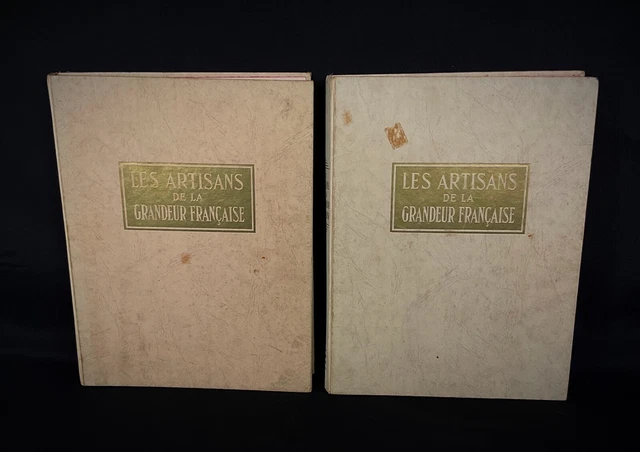 LES ARTISANS
DE LA
GRANDEUR FRANÇAISE
LES ARTISANS
DE LA
GRANDEUR FRANÇAISE